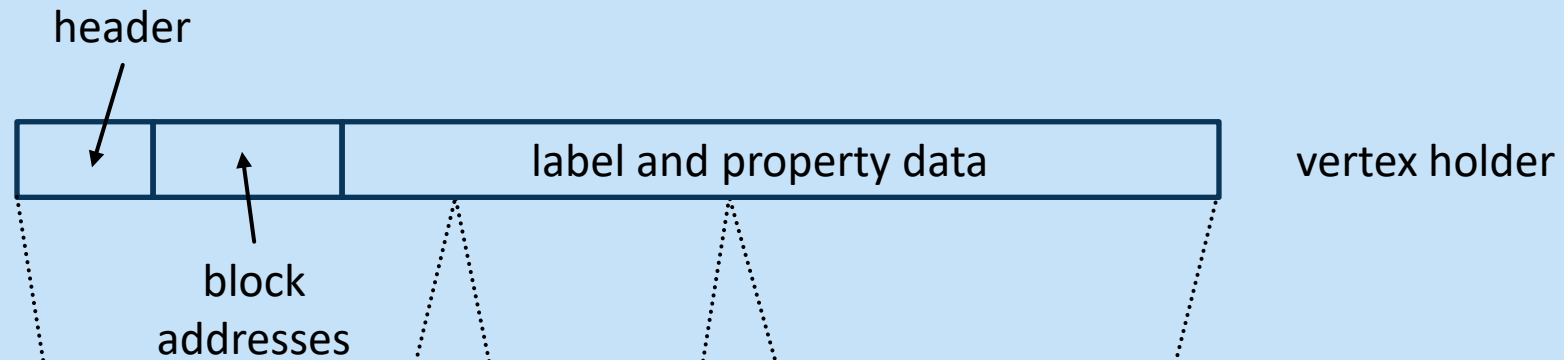 header
label and property data
vertex holder
block
addresses